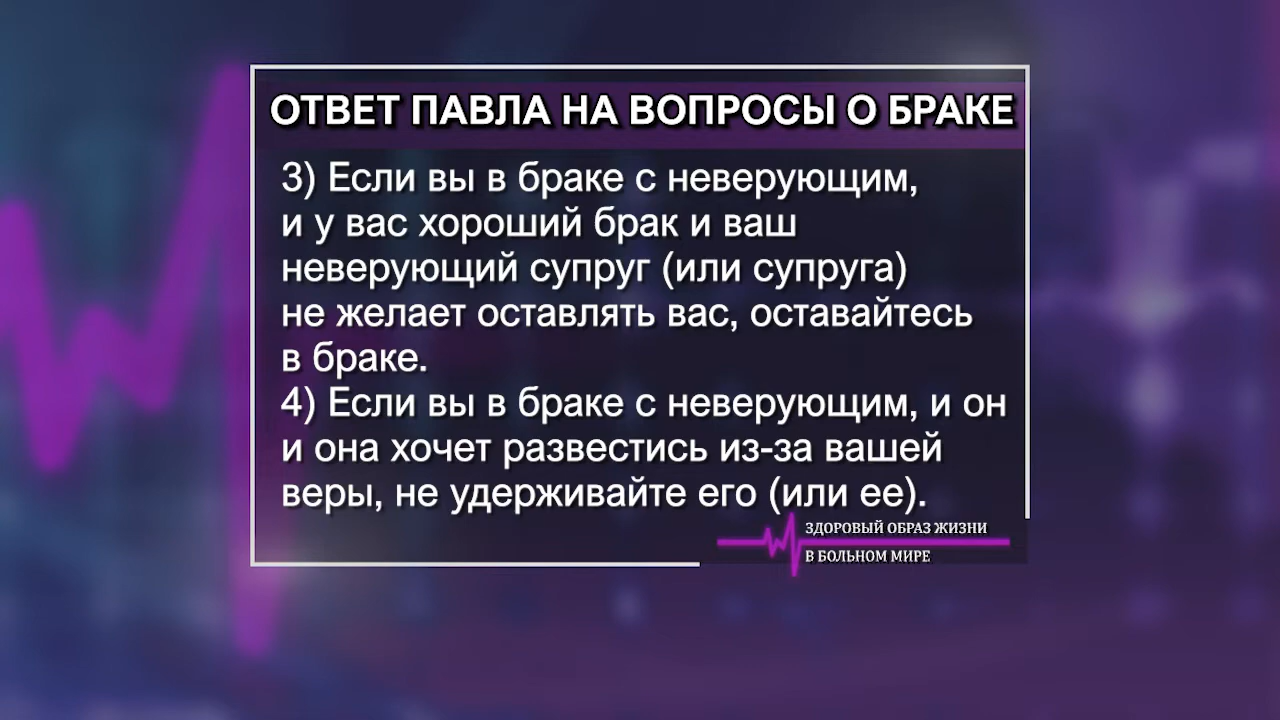 ОТВЕТ ПАВЛА НА ВОПРОСЫ О БРАКЕ
3) Если вы в браке с неверующим,
и у вас хороший брак и ваш
неверующий супруг (или супруга)
не желает оставлять вас, оставайтесь
в браке.
4) Если вы в браке с неверующим, и он
и она хочет развестись из-за вашей
веры, не удерживайте его (или ее).
ЗДОРОВЫЙ ОБРАЗ ЖИЗНИ
В БОЛЬНОМ МИРЕ